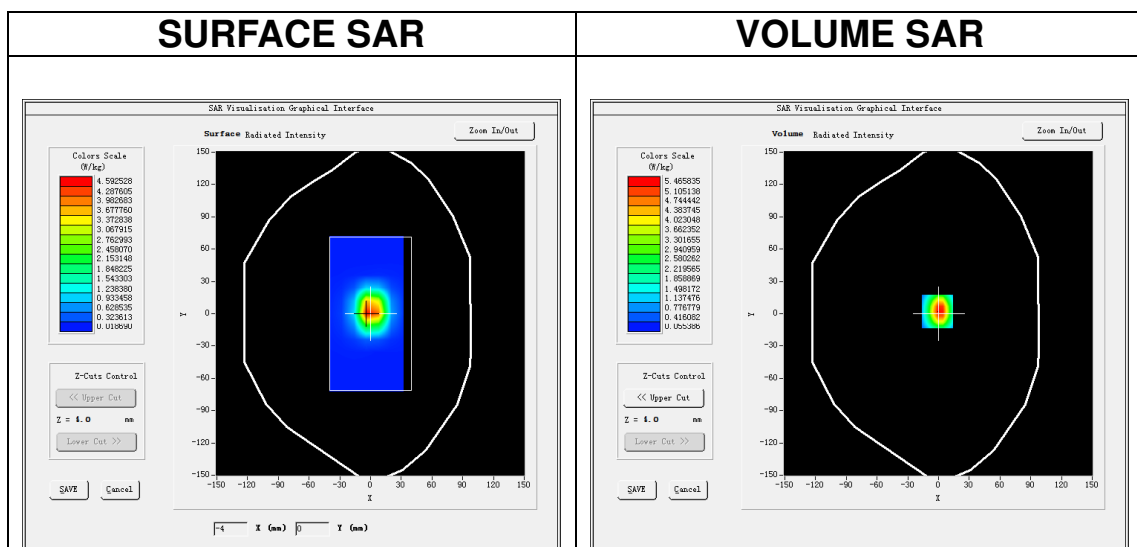 SURFACE SAR
VOLUME SAR
SAR Visualisation Graphical Interface
Surface Radiated Intensity
Zoom In/Out
Colors Scale
(W/kg)
4.592528
4.287605
3.982683
3.677760
3.372838
3.067915
2.762993
2.458070
2.153148
1.848225
1.543303
1.238380
0.933458
0.628535
0.323613
0.018690
Z-Cuts Control
<< Upper Cut
Z = 4.0 mm
Lower Cut >>
SAVE
Cancel
150
120
90
60
30
0
-30
-60
-90
-120
-150
Y
-150 -120 -90 -60 -30 0 30 60 90 120 150
X
-4 X (mm) 0 Y (mm)
SAR Visualisation Graphical Interface
Volume Radiated Intensity
Zoom In/Out
Colors Scale
(W/kg)
5.465835
5.105138
4.744442
4.383745
4.023048
3.662352
3.301655
2.940959
2.580262
2.219565
1.858869
1.498172
1.137476
0.776779
0.416082
0.055386
Z-Cuts Control
<< Upper Cut
Z = 4.0 mm
Lower Cut >>
SAVE
Cancel
150
120
90
60
30
0
-30
-60
-90
-120
-150
Y
-150 -120 -90 -60 -30 0 30 60 90 120 150
X